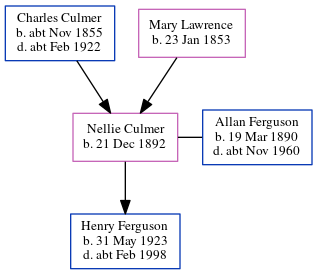 Charles Culmer
b. abt Nov 1855
d. abt Feb 1922
Mary Lawrence
b. 23 Jan 1853
Nellie Culmer
b. 21 Dec 1892
Allan Ferguson
b. 19 Mar 1890
d. abt Nov 1960
Henry Ferguson
b. 31 May 1923
d. abt Feb 1998